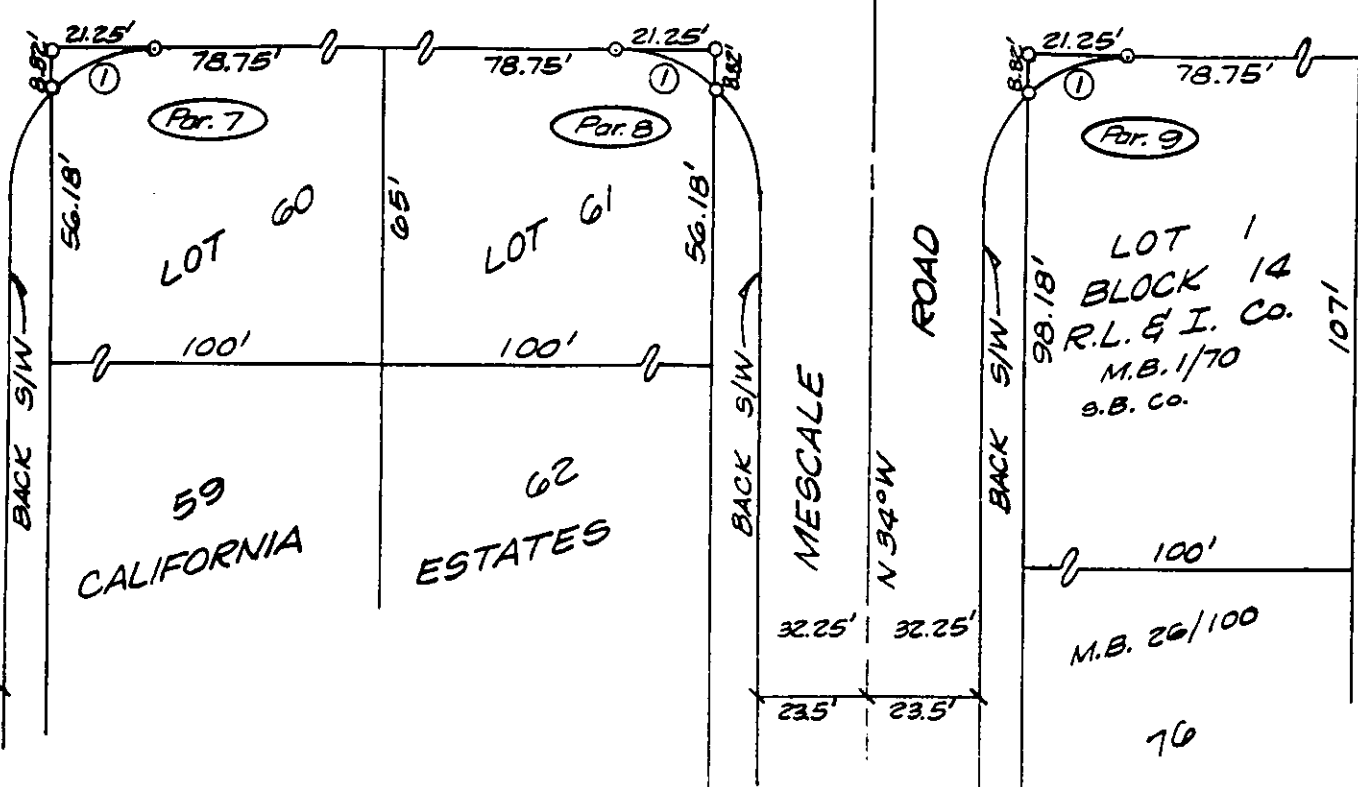 21.25'
78.75'
78.75'
21.25'
21.25'
78.75'
8.82'
1
1
8.82'
8.82'
1
Par. 7
Par. 8
Par. 9
56.18'
LOT 60
65'
LOT 61
56.18'
ROAD
98.18'
LOT 1
BLOCK 14
R.L. & I. Co.
M.B. 1/70
S.B. Co.
107'
100'
100'
BACK S/W
BACK S/W
MESCALE
N 34° W
BACK S/W
59
CALIFORNIA
62
ESTATES
100'
32.25'
32.25'
M.B. 26/100
23.5'
23.5'
76